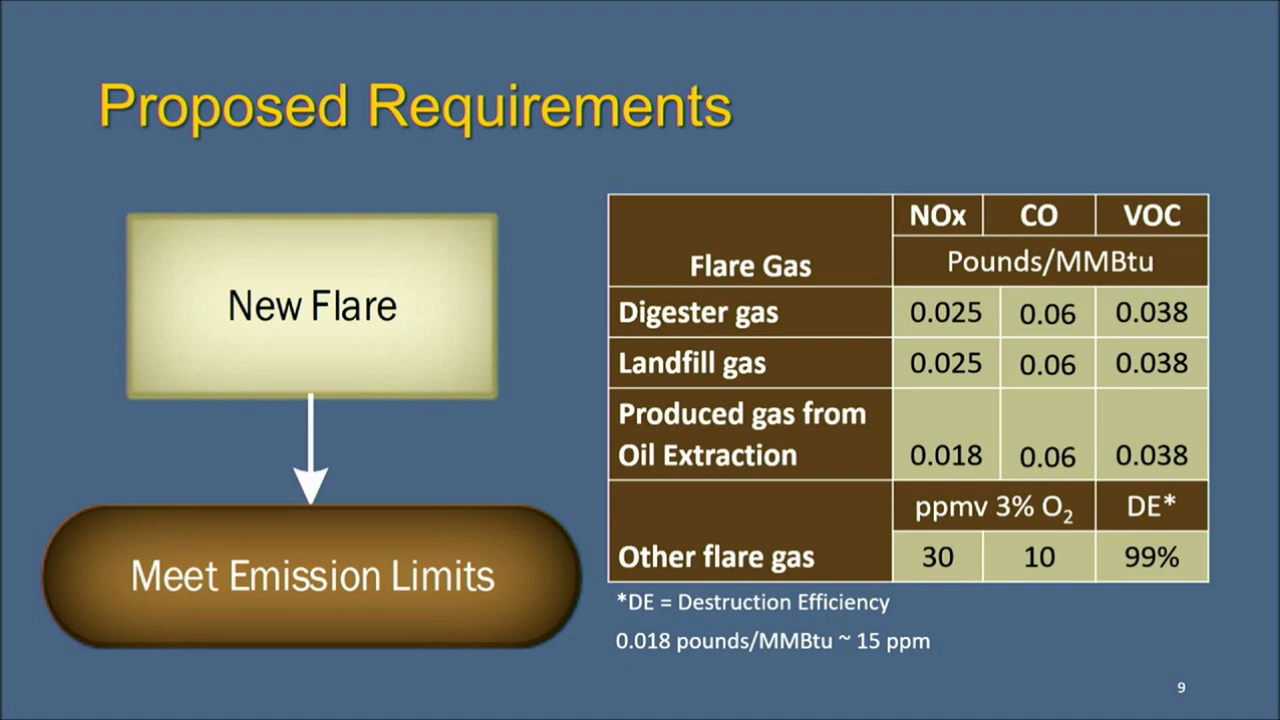 Proposed Requirements
New Flare
Meet Emission Limits
Flare Gas NOx CO VOC
Pounds/MMBtu
Digester gas 0.025 0.06 0.038
Landfill gas 0.025 0.06 0.038
Produced gas from
Oil Extraction 0.018 0.06 0.038
ppmv 3% O₂ DE*
Other flare gas 30 10 99%
*DE = Destruction Efficiency
0.018 pounds/MMBtu ~ 15 ppm
9